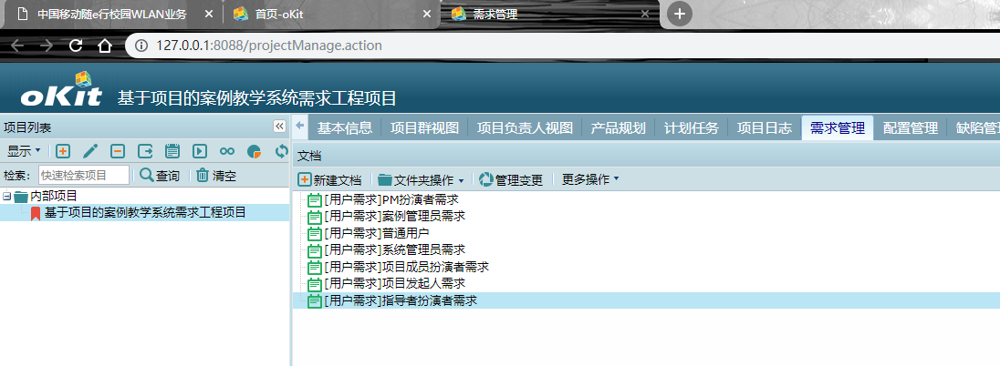 中国移动随e行校园WLAN业务
首页-oKit
需求管理
127.0.0.1:8088/projectManage.action
oKit 基于项目的案例教学系统需求工程项目
项目列表
基本信息 项目群视图 项目负责人视图 产品规划 计划任务 项目日志 需求管理 配置管理 缺陷管
显示
文档
检索: 快速检索项目 查询 清空
新建文档 文件夹操作 管理变更 更多操作
内部项目
基于项目的案例教学系统需求工程项目
[用户需求]PM扮演者需求
[用户需求]案例管理员需求
[用户需求]普通用户
[用户需求]系统管理员需求
[用户需求]项目成员扮演者需求
[用户需求]项目发起人需求
[用户需求]指导者扮演者需求